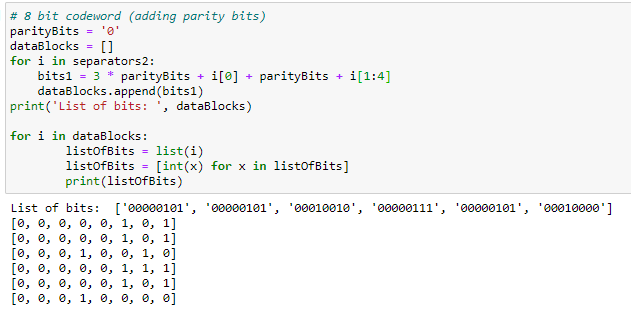 # 8 bit codeword (adding parity bits)
parityBits = '0'
dataBlocks = []
for i in separators2:
    bits1 = 3 * parityBits + i[0] + parityBits + i[1:4]
    dataBlocks.append(bits1)
print('List of bits: ', dataBlocks)

for i in dataBlocks:
        listOfBits = list(i)
        listOfBits = [int(x) for x in listOfBits]
        print(listOfBits)
List of bits:  ['00000101', '00000101', '00010010', '00000111', '00000101', '00010000']
[0, 0, 0, 0, 0, 1, 0, 1]
[0, 0, 0, 0, 0, 1, 0, 1]
[0, 0, 0, 1, 0, 0, 1, 0]
[0, 0, 0, 0, 0, 1, 1, 1]
[0, 0, 0, 0, 0, 1, 0, 1]
[0, 0, 0, 1, 0, 0, 0, 0]